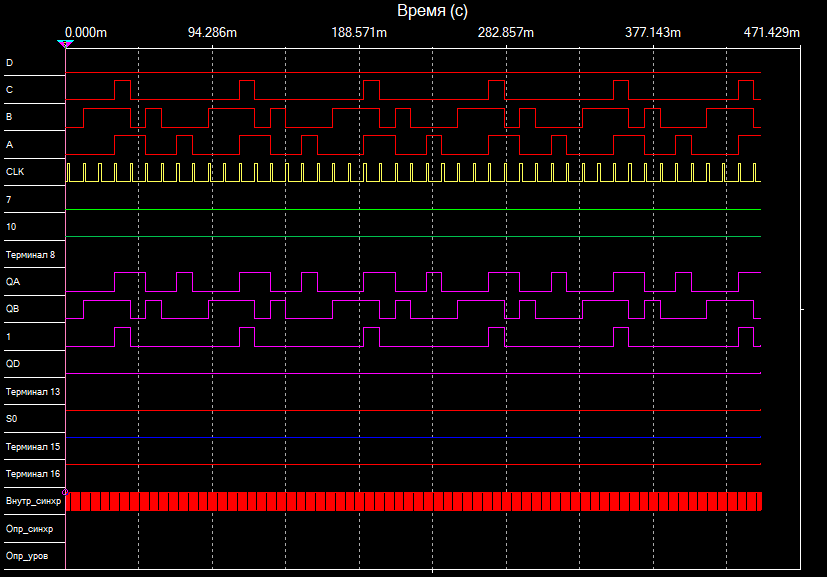 Время (с)
0.000m 94.286m 188.571m 282.857m 377.143m 471.429m
D
C
B
A
CLK
7
10
Терминал 8
QA
QB
1
QD
Терминал 13
S0
Терминал 15
Терминал 16
Внутр_синхр
Опр_синхр
Опр_уров